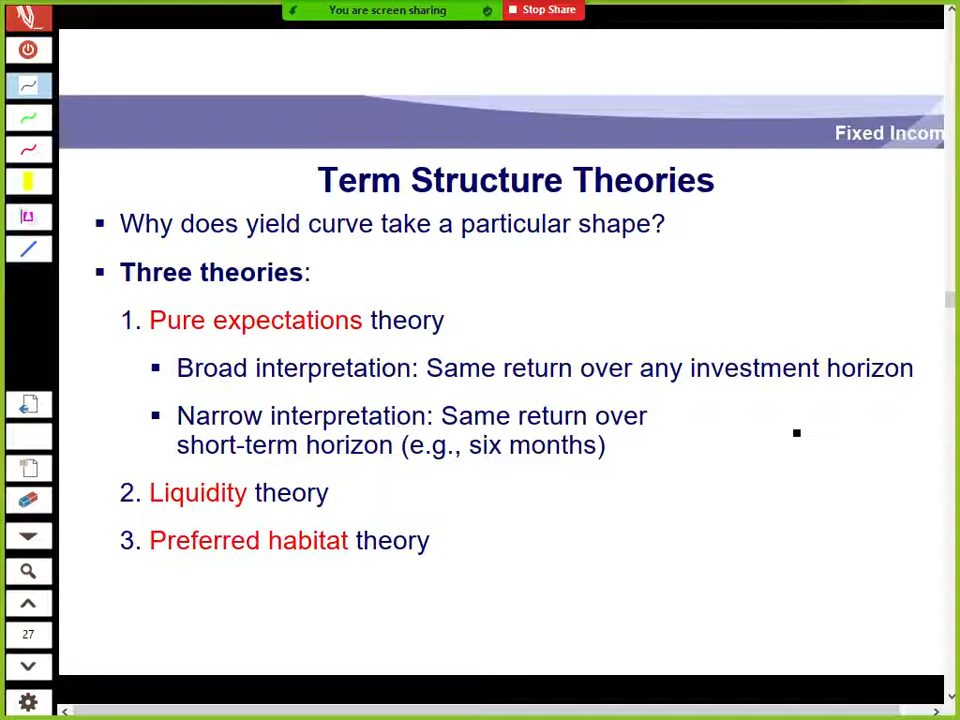 You are screen sharing
Stop Share
Fixed Incom
Term Structure Theories
▪ Why does yield curve take a particular shape?
▪ Three theories:
1. Pure expectations theory
▪ Broad interpretation: Same return over any investment horizon
▪ Narrow interpretation: Same return over
short-term horizon (e.g., six months)
2. Liquidity theory
3. Preferred habitat theory
27